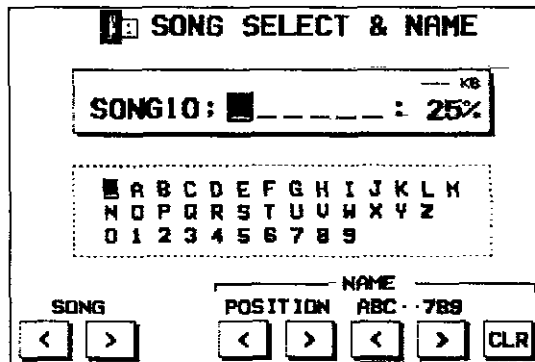 SONG SELECT & NAME
--- KB
SONG10: _ _ _ _ _ : 25%
A B C D E F G H I J K L M
N O P Q R S T U V W X Y Z
0 1 2 3 4 5 6 7 8 9
NAME
SONG POSITION ABC··789
< > < > < > CLR